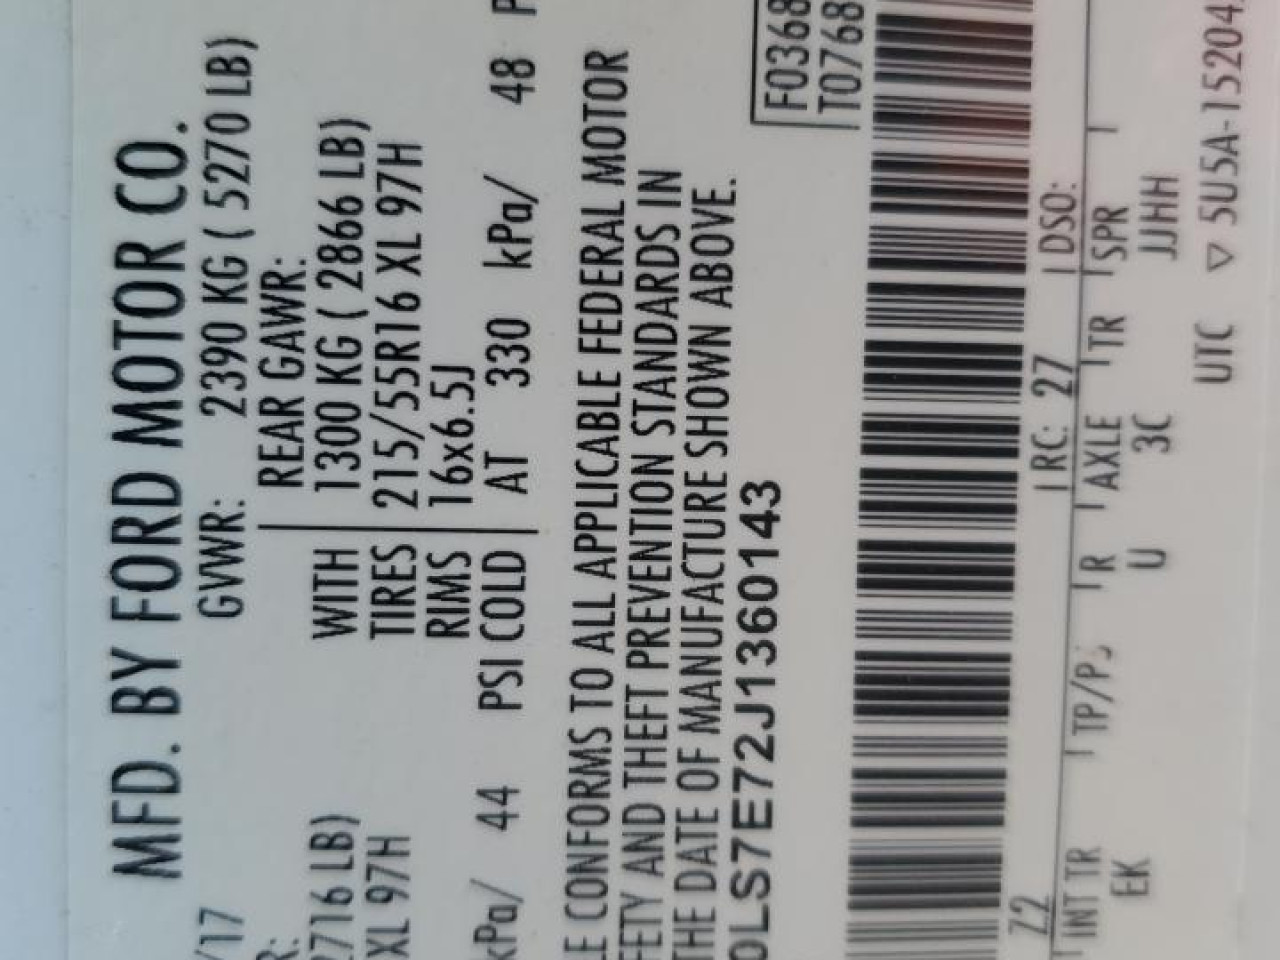 MFD. BY FORD MOTOR CO.
/17 GVWR: 2390 KG ( 5270 LB)
R: REAR GAWR:
2716 LB) WITH 1300 KG ( 2866 LB)
XL 97H TIRES 215/55R16 XL 97H
RIMS 16x6.5J
kPa/ 44 PSI COLD AT 330 kPa/ 48 P
LE CONFORMS TO ALL APPLICABLE FEDERAL MOTOR
FETY AND THEFT PREVENTION STANDARDS IN
THE DATE OF MANUFACTURE SHOWN ABOVE.
0LS7E72J1360143
F0368
T0768
Z2 RC: 27 DSO:
INT TR TP/PS R AXLE TR SPR
EK U 3C JJHH
UTC ▽ 5U5A-15204